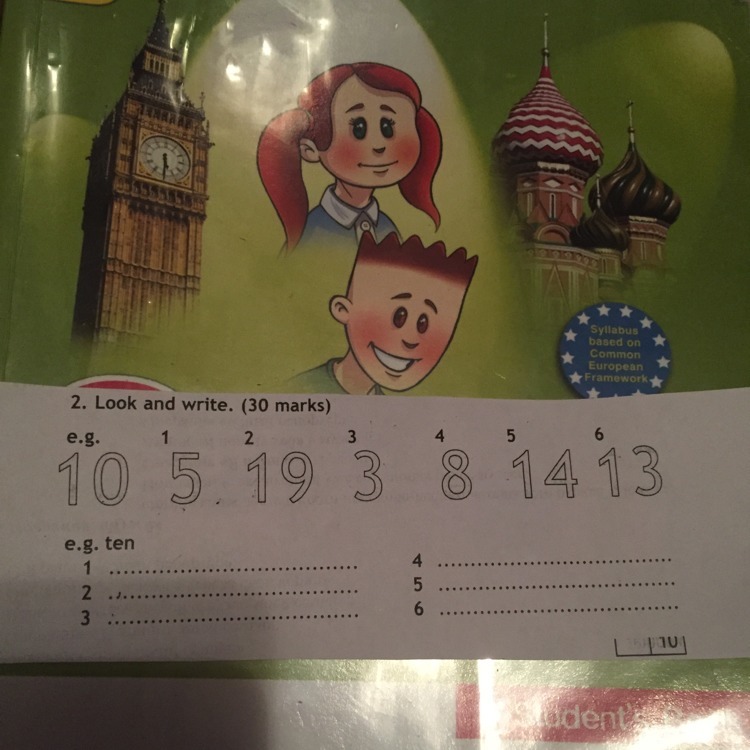 Syllabus
based on
Common
European
Framework
2. Look and write. (30 marks)
e.g. 1 2 3 4 5 6
10 5 19 3 8 14 13
e.g. ten
1 ........................................ 4 ........................................
2 ........................................ 5 ........................................
3 ........................................ 6 ........................................
10
Student's